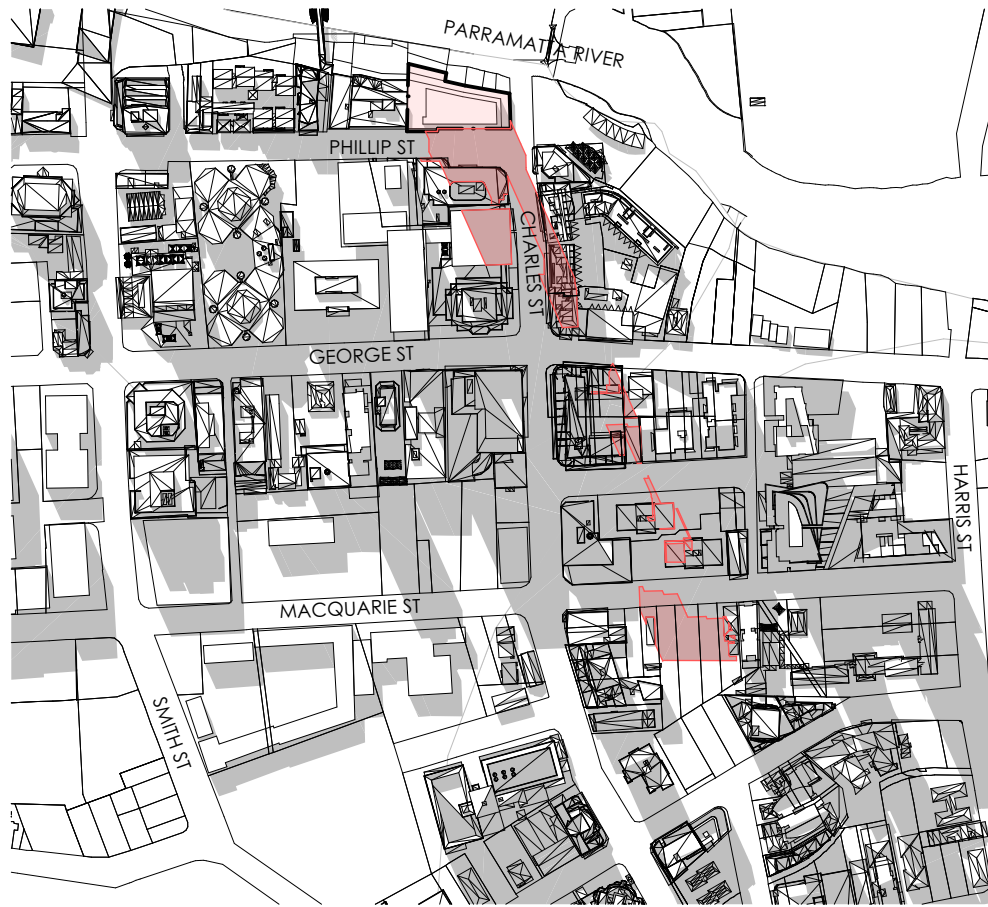 PARRAMATTA RIVER
PHILLIP ST
CHARLES ST
GEORGE ST
HARRIS ST
MACQUARIE ST
SMITH ST